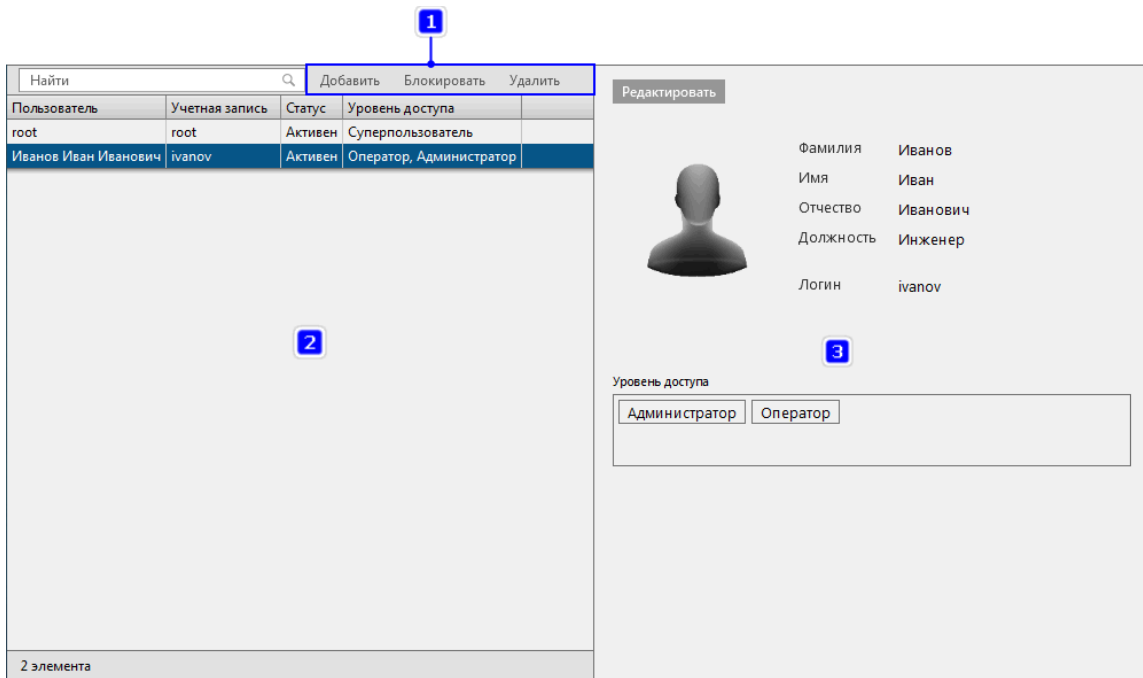 1
Найти Добавить Блокировать Удалить
Пользователь Учетная запись Статус Уровень доступа
root root Активен Суперпользователь
Иванов Иван Иванович ivanov Активен Оператор, Администратор
2
2 элемента
Редактировать
Фамилия Иванов
Имя Иван
Отчество Иванович
Должность Инженер
Логин ivanov
3
Уровень доступа
Администратор Оператор